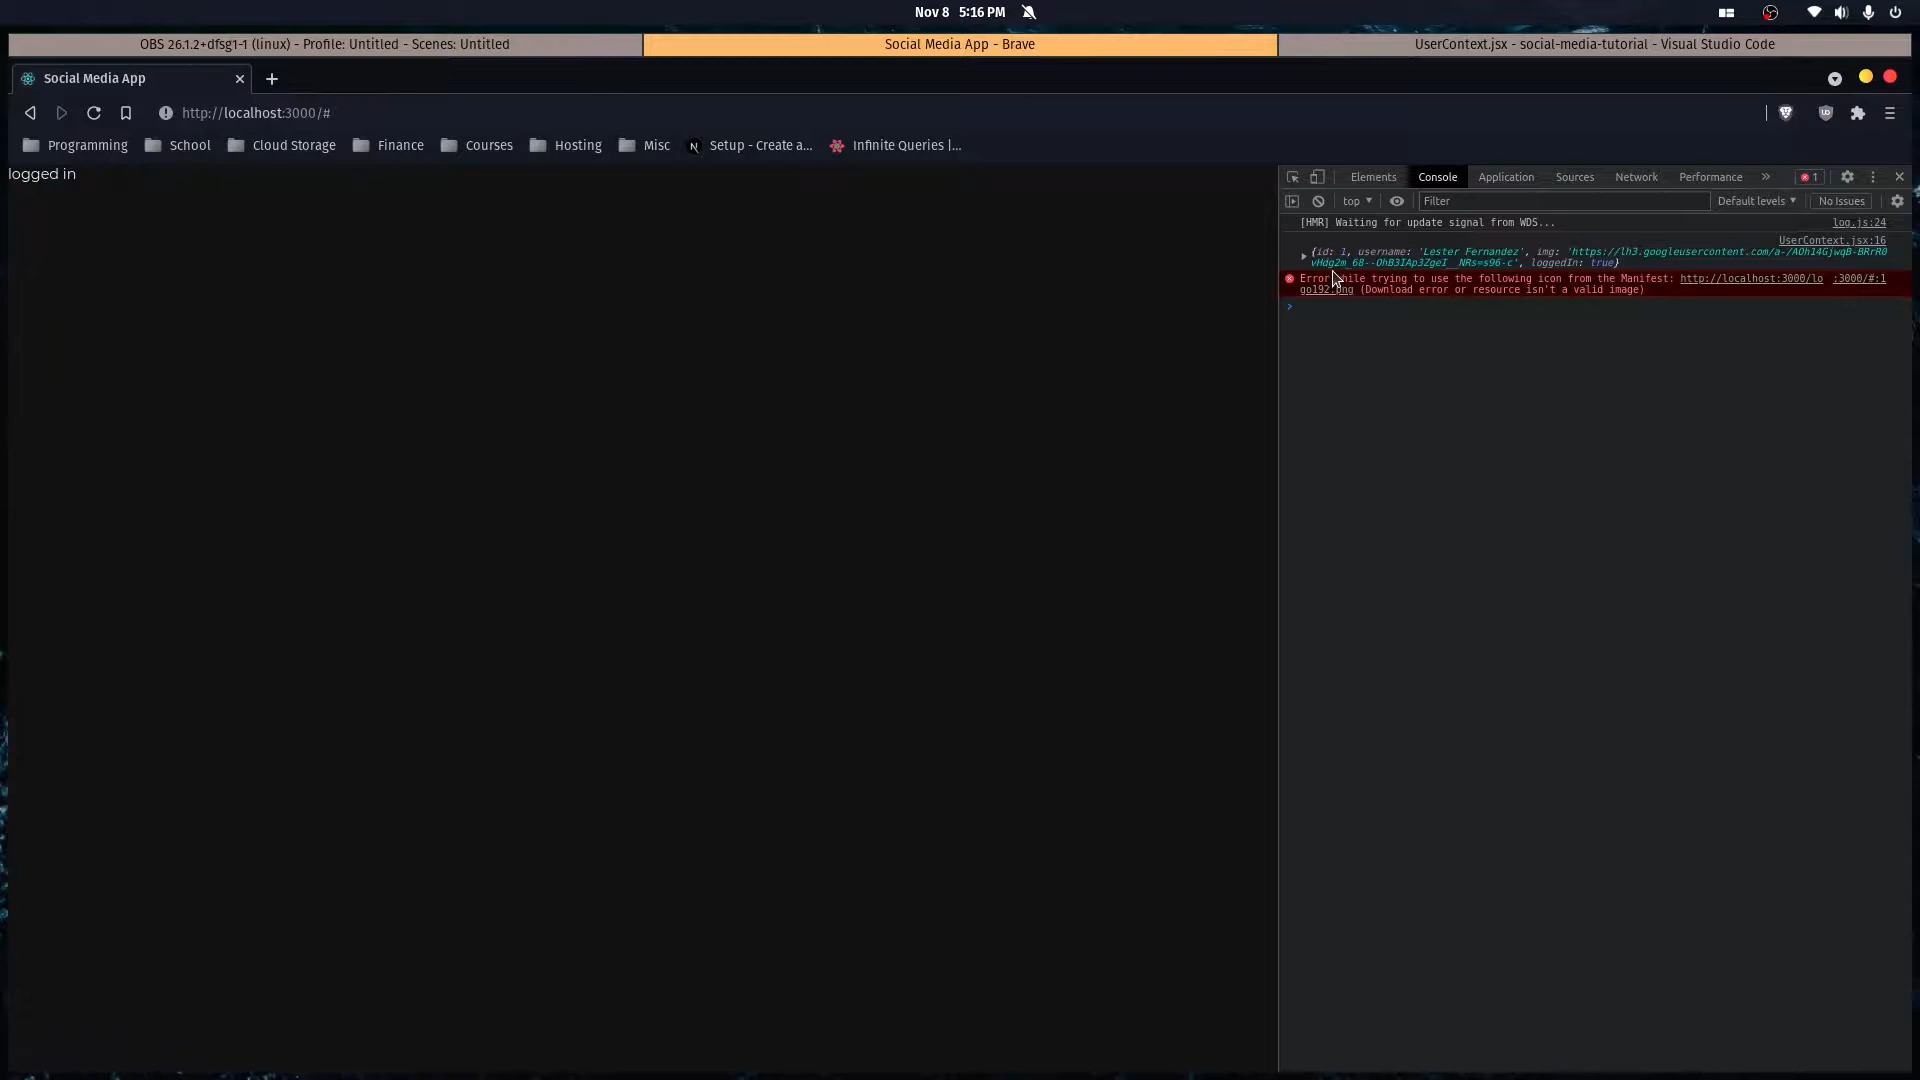 Nov 8 5:16 PM
OBS 26.1.2+dfsg1-1 (linux) - Profile: Untitled - Scenes: Untitled
Social Media App - Brave
UserContext.jsx - social-media-tutorial - Visual Studio Code
Social Media App
http://localhost:3000/#
Programming
School
Cloud Storage
Finance
Courses
Hosting
Misc
Setup - Create a...
Infinite Queries |...
logged in
Elements
Console
Application
Sources
Network
Performance
1
top
Filter
Default levels
No Issues
[HMR] Waiting for update signal from WDS...
log.js:24
UserContext.jsx:16
{id: 1, username: 'Lester Fernandez', img: 'https://lh3.googleusercontent.com/a-/AOh14GjwqB-BRrR0
vHdg2m_68--OhB3IAp3ZgeI__NRs=s96-c', loggedIn: true}
Error while trying to use the following icon from the Manifest: http://localhost:3000/lo :3000/#:1
go192.png (Download error or resource isn't a valid image)